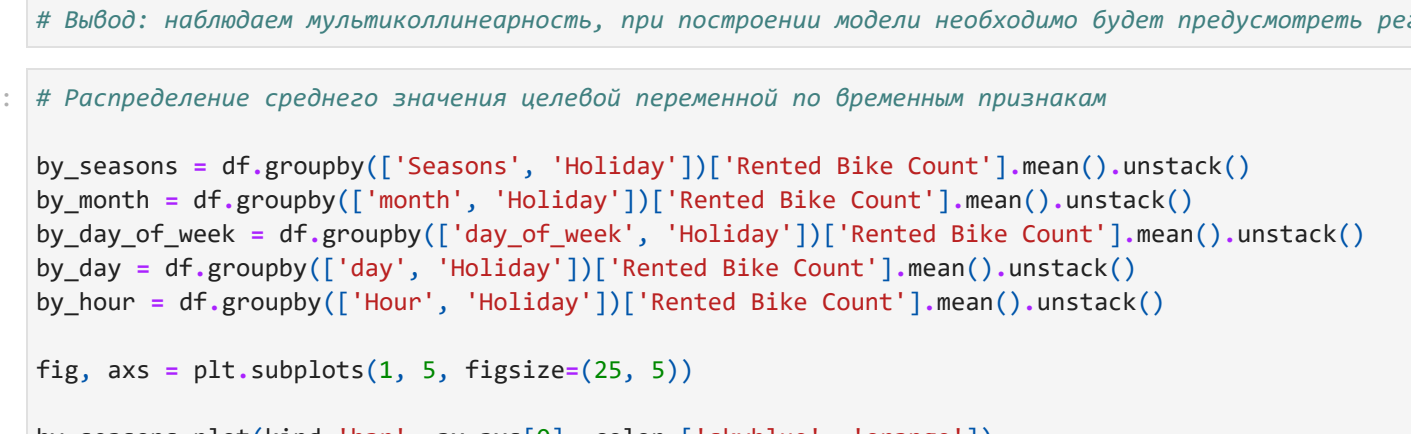 # Вывод: наблюдаем мультиколлинеарность, при построении модели необходимо будет предусмотреть
: # Распределение среднего значения целевой переменной по временным признакам
by_seasons = df.groupby(['Seasons', 'Holiday'])['Rented Bike Count'].mean().unstack()
by_month = df.groupby(['month', 'Holiday'])['Rented Bike Count'].mean().unstack()
by_day_of_week = df.groupby(['day_of_week', 'Holiday'])['Rented Bike Count'].mean().unstack()
by_day = df.groupby(['day', 'Holiday'])['Rented Bike Count'].mean().unstack()
by_hour = df.groupby(['Hour', 'Holiday'])['Rented Bike Count'].mean().unstack()
fig, axs = plt.subplots(1, 5, figsize=(25, 5))